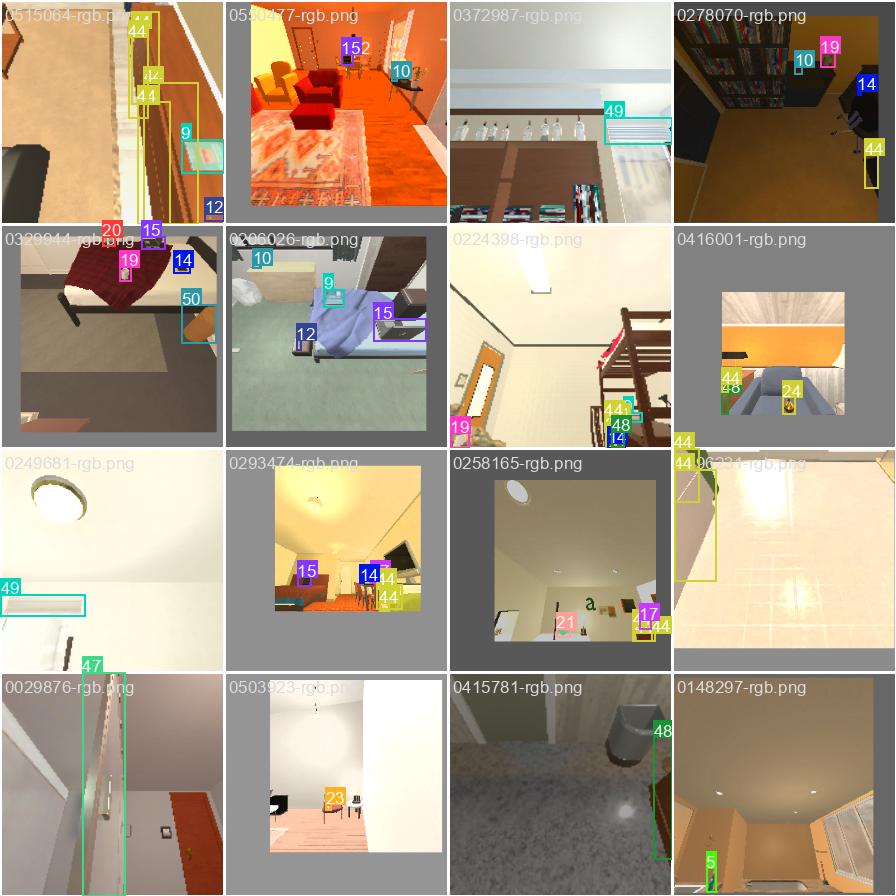 0515064-rgb.png
44
44
44
9
12
0550477-rgb.png
152
10
0372987-rgb.png
49
0278070-rgb.png
10
19
14
44
0329944-rgb.png
20
15
19
14
50
0206026-rgb.png
10
9
12
15
0224398-rgb.png
19
44
48
14
0416001-rgb.png
44
48
24
0249681-rgb.png
49
0293474-rgb.png
15
14
44
44
0258165-rgb.png
21
17
44
96231-rgb.png
44
44
0029876-rgb.png
47
0503923-rgb.png
23
0415781-rgb.png
48
0148297-rgb.png
5
a